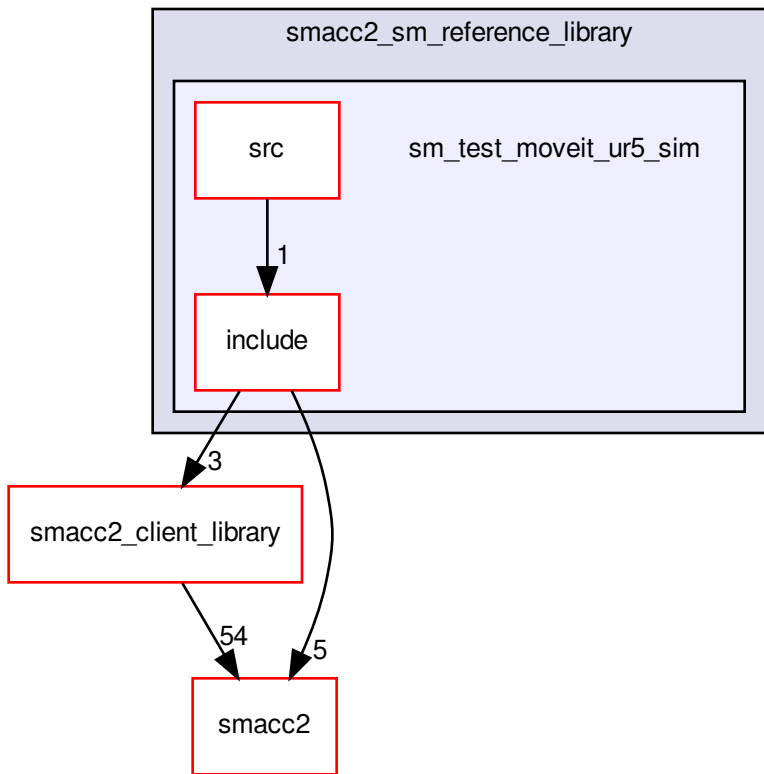 smacc2_sm_reference_library
src
sm_test_moveit_ur5_sim
1
include
3
smacc2_client_library
54
5
smacc2